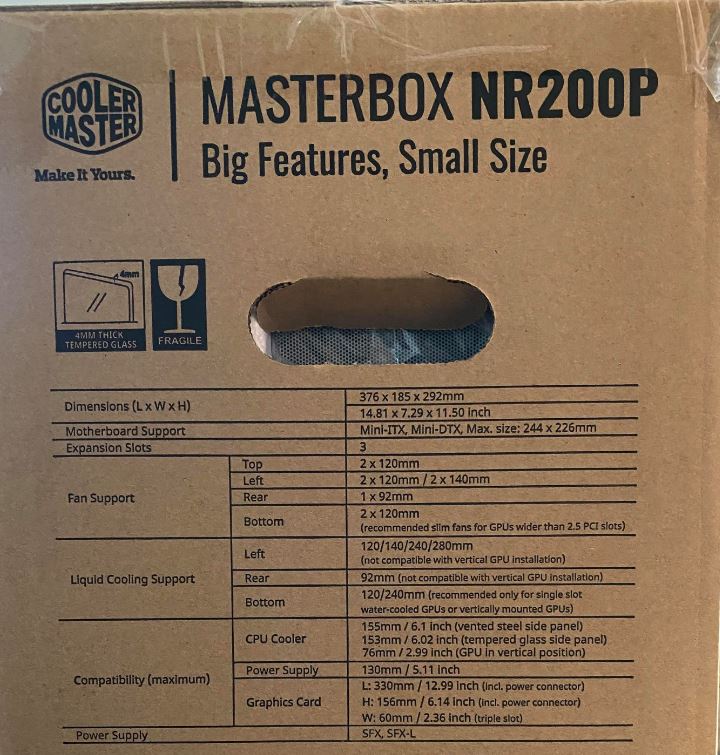 COOLER
MASTER
Make It Yours.
MASTERBOX NR200P
Big Features, Small Size
4mm
4MM THICK
TEMPERED GLASS
FRAGILE
Dimensions (L x W x H)
376 x 185 x 292mm
14.81 x 7.29 x 11.50 inch
Motherboard Support
Mini-ITX, Mini-DTX, Max. size: 244 x 226mm
Expansion Slots
3
Fan Support
Top
2 x 120mm
Left
2 x 120mm / 2 x 140mm
Rear
1 x 92mm
Bottom
2 x 120mm
(recommended slim fans for GPUs wider than 2.5 PCI slots)
Liquid Cooling Support
Left
120/140/240/280mm
(not compatible with vertical GPU installation)
Rear
92mm (not compatible with vertical GPU installation)
Bottom
120/240mm (recommended only for single slot
water-cooled GPUs or vertically mounted GPUs)
Compatibility (maximum)
CPU Cooler
155mm / 6.1 inch (vented steel side panel)
153mm / 6.02 inch (tempered glass side panel)
76mm / 2.99 inch (GPU in vertical position)
Power Supply
130mm / 5.11 inch
Graphics Card
L: 330mm / 12.99 inch (incl. power connector)
H: 156mm / 6.14 inch (incl. power connector)
W: 60mm / 2.36 inch (triple slot)
Power Supply
SFX, SFX-L